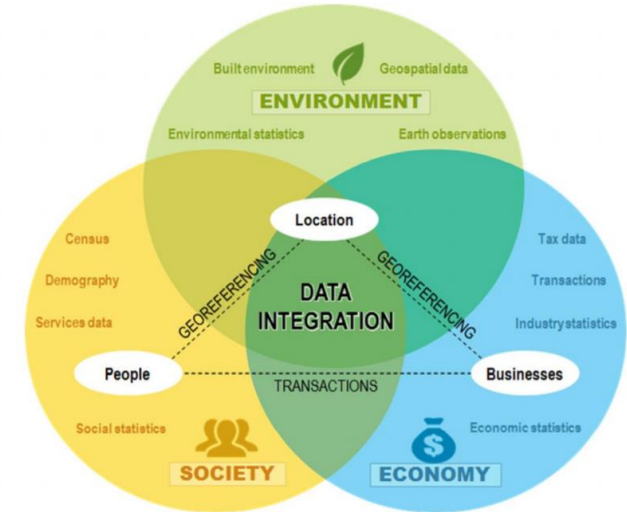 Built environment
Geospatial data
ENVIRONMENT
Environmental statistics
Earth observations
Location
Census
Demography
Services data
GEOREFERENCING
GEOREFERENCING
DATA
INTEGRATION
Tax data
Transactions
Industry statistics
People
TRANSACTIONS
Businesses
Social statistics
Economic statistics
SOCIETY
$
ECONOMY